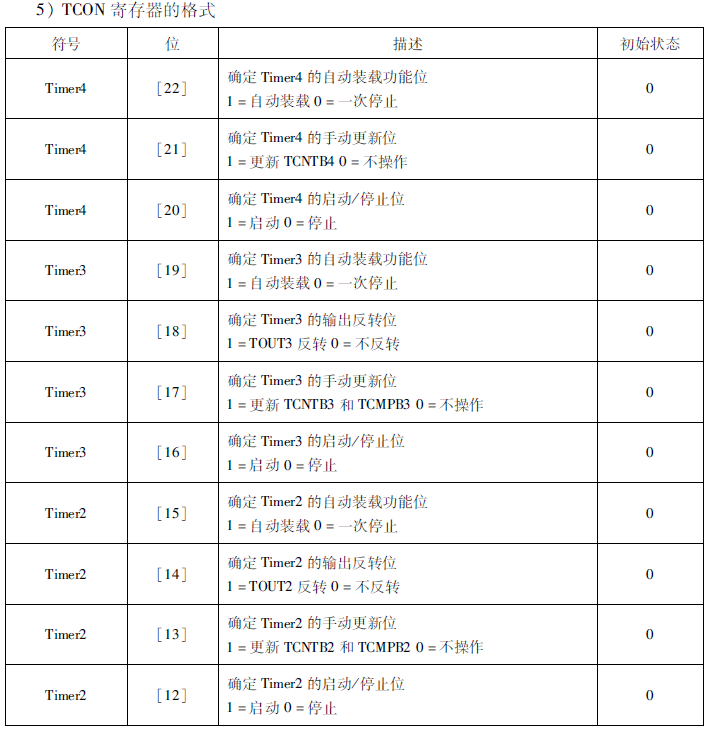 5）TCON 寄存器的格式
符号 位 描述 初始状态
Timer4 [22] 确定 Timer4 的自动装载功能位 0
1 = 自动装载 0 = 一次停止
Timer4 [21] 确定 Timer4 的手动更新位 0
1 = 更新 TCNTB4 0 = 不操作
Timer4 [20] 确定 Timer4 的启动/停止位 0
1 = 启动 0 = 停止
Timer3 [19] 确定 Timer3 的自动装载功能位 0
1 = 自动装载 0 = 一次停止
Timer3 [18] 确定 Timer3 的输出反转位 0
1 = TOUT3 反转 0 = 不反转
Timer3 [17] 确定 Timer3 的手动更新位 0
1 = 更新 TCNTB3 和 TCMPB3 0 = 不操作
Timer3 [16] 确定 Timer3 的启动/停止位 0
1 = 启动 0 = 停止
Timer2 [15] 确定 Timer2 的自动装载功能位 0
1 = 自动装载 0 = 一次停止
Timer2 [14] 确定 Timer2 的输出反转位 0
1 = TOUT2 反转 0 = 不反转
Timer2 [13] 确定 Timer2 的手动更新位 0
1 = 更新 TCNTB2 和 TCMPB2 0 = 不操作
Timer2 [12] 确定 Timer2 的启动/停止位 0
1 = 启动 0 = 停止